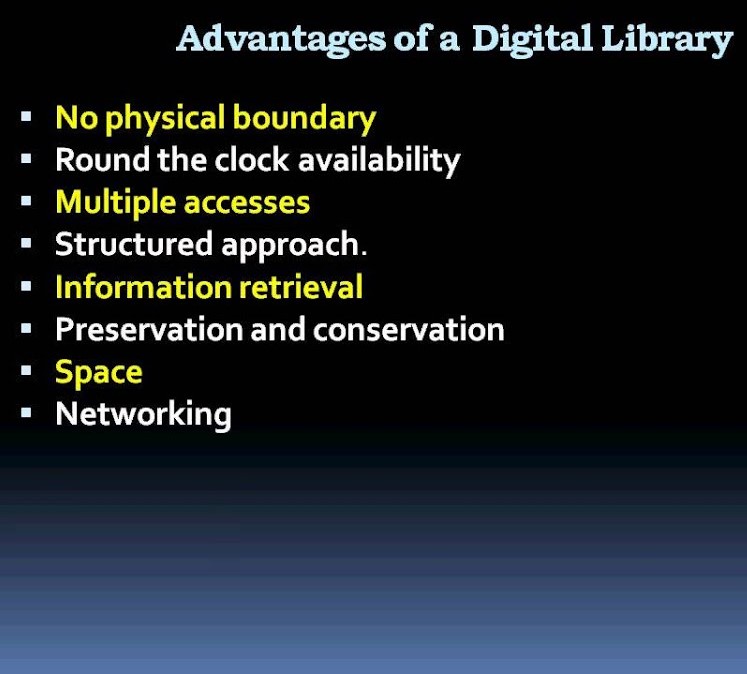 Advantages of a Digital Library
▪ No physical boundary
▪ Round the clock availability
▪ Multiple accesses
▪ Structured approach.
▪ Information retrieval
▪ Preservation and conservation
▪ Space
▪ Networking